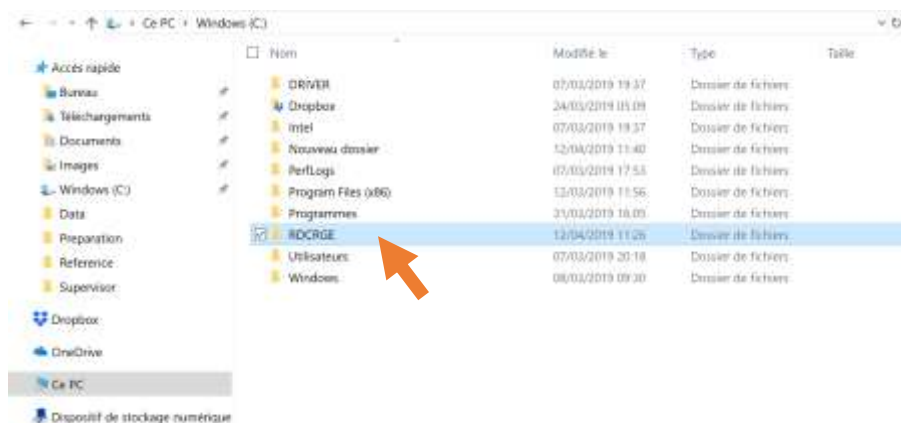 Ce PC › Windows (C:)
Nom Modifié le Type Taille
Accès rapide
Bureau
Téléchargements
Documents
Images
Windows (C:)
Data
Preparation
Reference
Supervisor
Dropbox
OneDrive
Ce PC
Dispositif de stockage numérique
DRIVER 07/03/2019 19:37 Dossier de fichiers
Dropbox 24/03/2019 05:09 Dossier de fichiers
Intel 07/03/2019 19:37 Dossier de fichiers
Nouveau dossier 12/04/2019 11:40 Dossier de fichiers
PerfLogs 07/03/2019 17:53 Dossier de fichiers
Program Files (x86) 12/03/2019 11:56 Dossier de fichiers
Programmes 31/03/2019 Dossier de fichiers
RDCRGE 12/04/2019 11:26 Dossier de fichiers
Utilisateurs 07/03/2019 20:18 Dossier de fichiers
Windows 08/03/2019 09:30 Dossier de fichiers